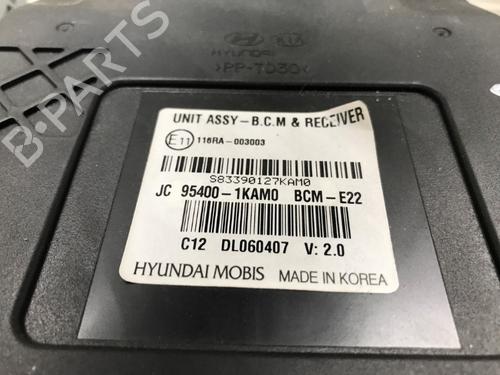 HYUNDAI
>PP-TD30<
UNIT ASSY-B.C.M & RECEIVER
E11 116RA-003003
S83390127KAM0
JC 95400-1KAM0 BCM-E22
C12 DL060407 V: 2.0
HYUNDAI MOBIS MADE IN KOREA
B-PARTS